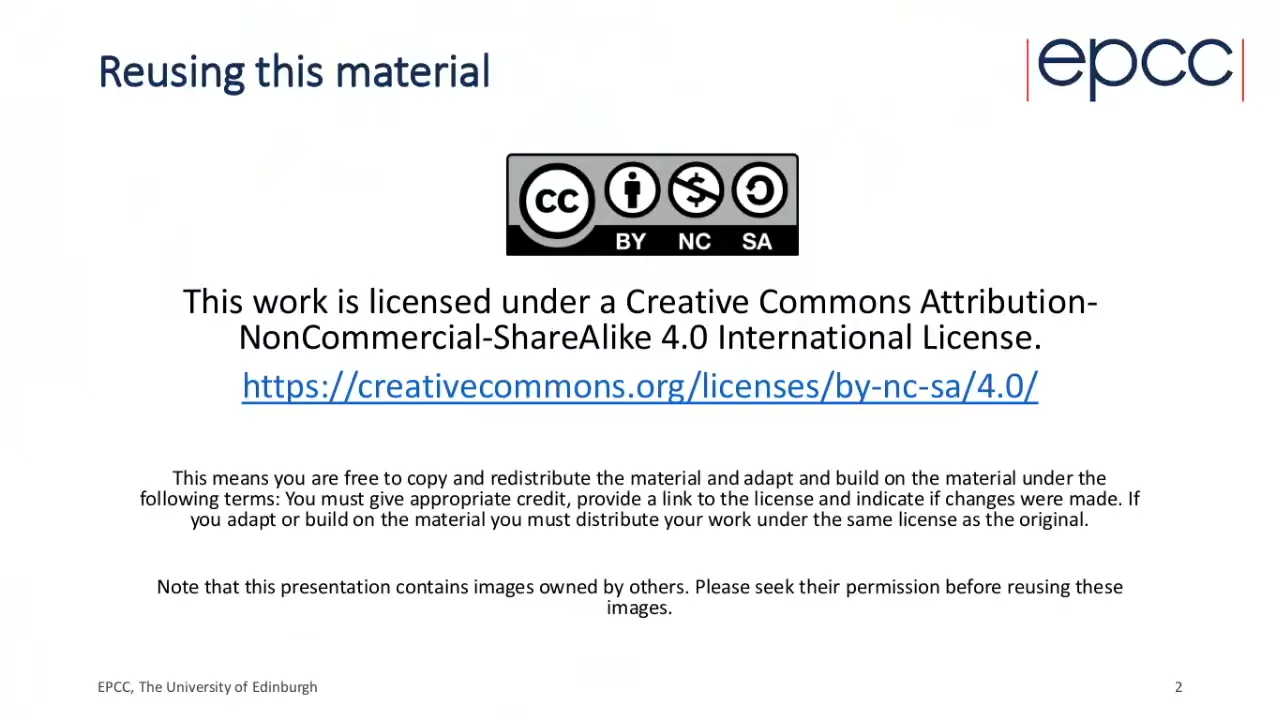 Reusing this material
epcc
CC BY NC SA
This work is licensed under a Creative Commons Attribution-
NonCommercial-ShareAlike 4.0 International License.
https://creativecommons.org/licenses/by-nc-sa/4.0/
This means you are free to copy and redistribute the material and adapt and build on the material under the
following terms: You must give appropriate credit, provide a link to the license and indicate if changes were made. If
you adapt or build on the material you must distribute your work under the same license as the original.
Note that this presentation contains images owned by others. Please seek their permission before reusing these
images.
EPCC, The University of Edinburgh
2